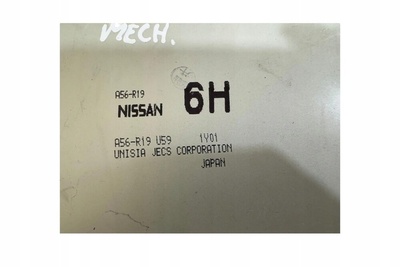 MECH.
A56-R19
NISSAN 6H
A56-R19 U59 1Y01
UNISIA JECS CORPORATION
JAPAN